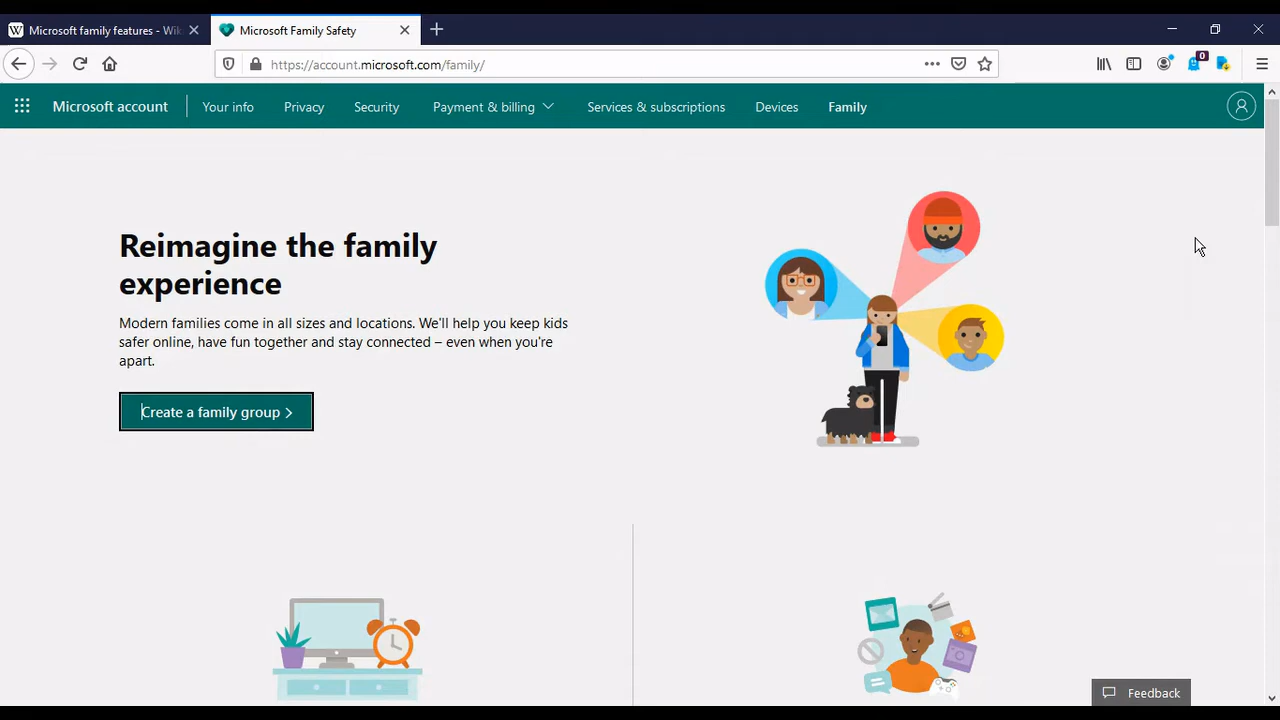 Microsoft family features - Wik
Microsoft Family Safety
https://account.microsoft.com/family/
0
Microsoft account
Your info
Privacy
Security
Payment & billing
Services & subscriptions
Devices
Family
Reimagine the family
experience
Modern families come in all sizes and locations. We'll help you keep kids
safer online, have fun together and stay connected – even when you're
apart.
Create a family group
Feedback